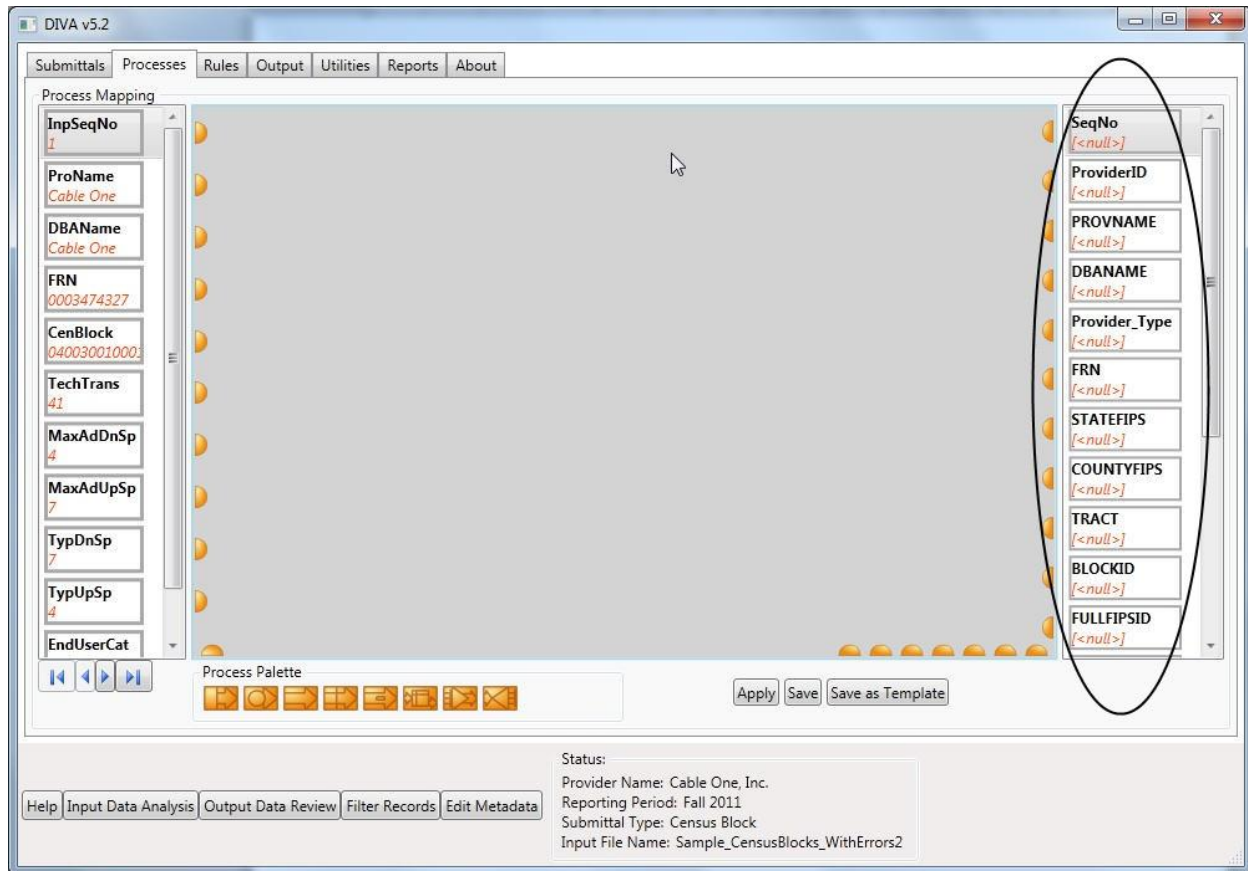 DIVA v5.2
Submittals Processes Rules Output Utilities Reports About
Process Mapping
InpSeqNo
1
ProName
Cable One
DBAName
Cable One
FRN
0003474327
CenBlock
040030010001
TechTrans
41
MaxAdDnSp
4
MaxAdUpSp
7
TypDnSp
7
TypUpSp
4
EndUserCat
SeqNo
[<null>]
ProviderID
[<null>]
PROVNAME
[<null>]
DBANAME
[<null>]
Provider_Type
[<null>]
FRN
[<null>]
STATEFIPS
[<null>]
COUNTYFIPS
[<null>]
TRACT
[<null>]
BLOCKID
[<null>]
FULLFIPSID
[<null>]
Process Palette
Apply Save Save as Template
Help Input Data Analysis Output Data Review Filter Records Edit Metadata
Status:
Provider Name: Cable One, Inc.
Reporting Period: Fall 2011
Submittal Type: Census Block
Input File Name: Sample_CensusBlocks_WithErrors2